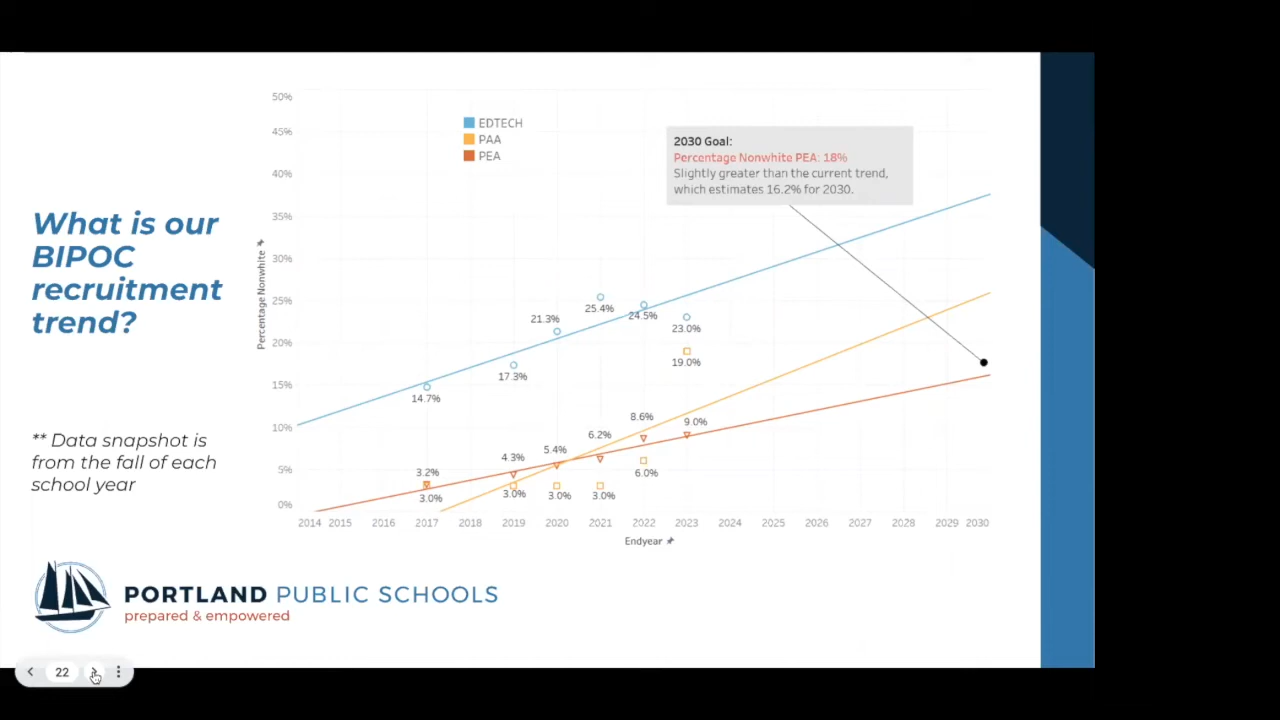 What is our
BIPOC
recruitment
trend?
** Data snapshot is
from the fall of each
school year
50%
45%
40%
35%
30%
25%
20%
15%
10%
5%
0%
Percentage Nonwhite
EDTECH
PAA
PEA
2030 Goal:
Percentage Nonwhite PEA: 18%
Slightly greater than the current trend,
which estimates 16.2% for 2030.
14.7%
17.3%
21.3%
25.4%
24.5%
23.0%
19.0%
3.2%
4.3%
5.4%
6.2%
8.6%
9.0%
3.0%
3.0%
3.0%
3.0%
6.0%
2014 2015 2016 2017 2018 2019 2020 2021 2022 2023 2024 2025 2026 2027 2028 2029 2030
Endyear
PORTLAND PUBLIC SCHOOLS
prepared & empowered
22